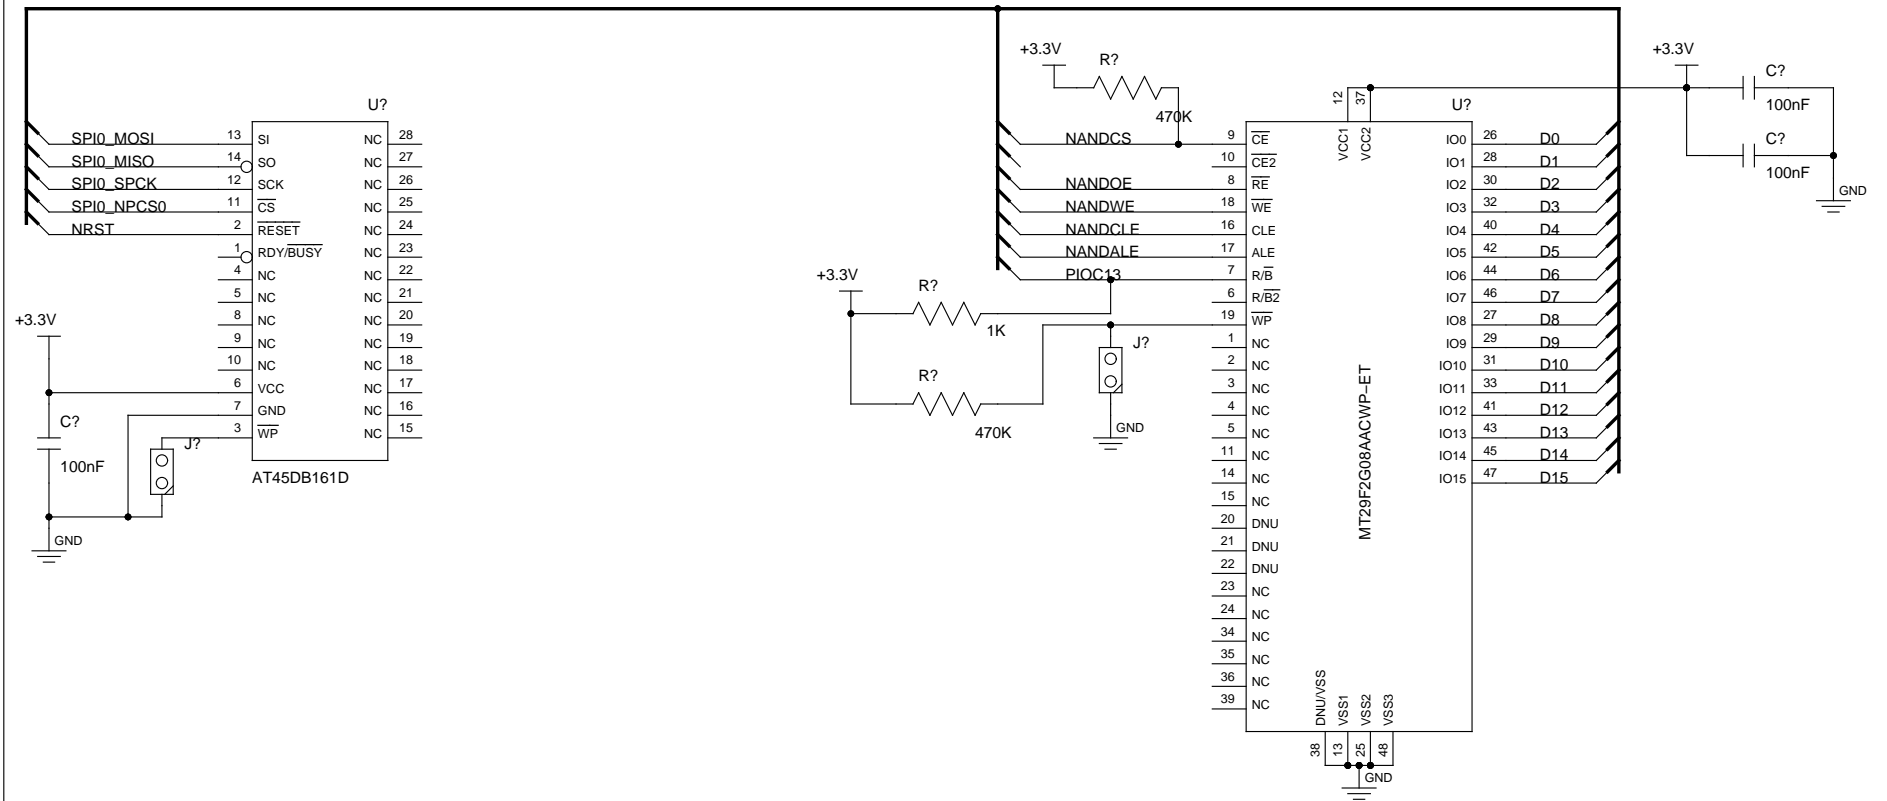 +3.3V
R?
470K
+3.3V
C?
100nF
C?
100nF
GND
U?
SPI0_MOSI 13 SI NC 28
SPI0_MISO 14 SO NC 27
SPI0_SPCK 12 SCK NC 26
SPI0_NPCS0 11 CS NC 25
NRST 2 RESET NC 24
1 RDY/BUSY NC 23
4 NC NC 22
5 NC NC 21
8 NC NC 20
9 NC NC 19
10 NC NC 18
6 VCC NC 17
7 GND NC 16
3 WP NC 15
AT45DB161D
+3.3V
C?
100nF
J?
GND
U?
12 37
VCC1 VCC2
NANDCS 9 CE IO0 26 D0
10 CE2 IO1 28 D1
NANDOE 8 RE IO2 30 D2
NANDWE 18 WE IO3 32 D3
NANDCLE 16 CLE IO4 40 D4
NANDALE 17 ALE IO5 42 D5
PIOC13 7 R/B IO6 44 D6
6 R/B2 IO7 46 D7
19 WP IO8 27 D8
1 NC IO9 29 D9
2 NC IO10 31 D10
3 NC IO11 33 D11
4 NC IO12 41 D12
5 NC IO13 43 D13
11 NC IO14 45 D14
14 NC IO15 47 D15
15 NC
20 DNU
21 DNU
22 DNU
23 NC
24 NC
34 NC
35 NC
36 NC
39 NC
MT29F2G08AACWP-ET
DNU/VSS VSS1 VSS2 VSS3
38 13 25 48
GND
+3.3V
R?
1K
R?
470K
J?
GND